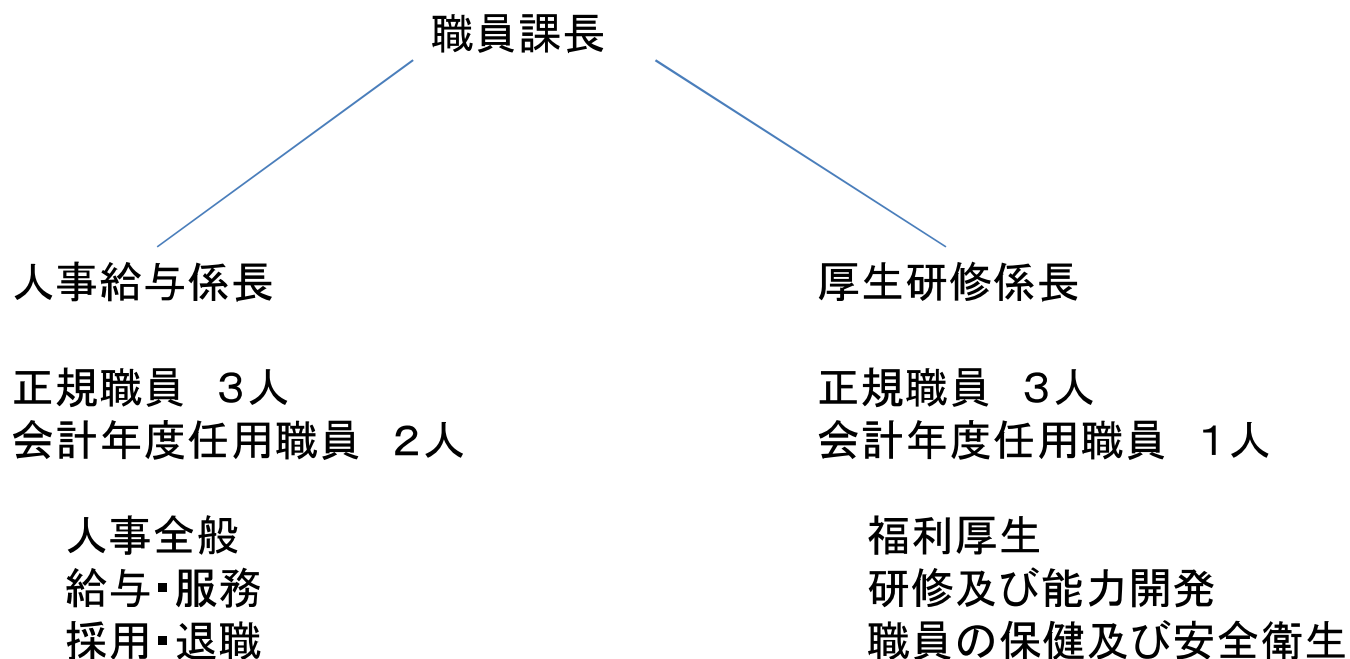 職員課長
人事給与係長
正規職員　３人
会計年度任用職員　２人
人事全般
給与・服務
採用・退職
厚生研修係長
正規職員　３人
会計年度任用職員　１人
福利厚生
研修及び能力開発
職員の保健及び安全衛生